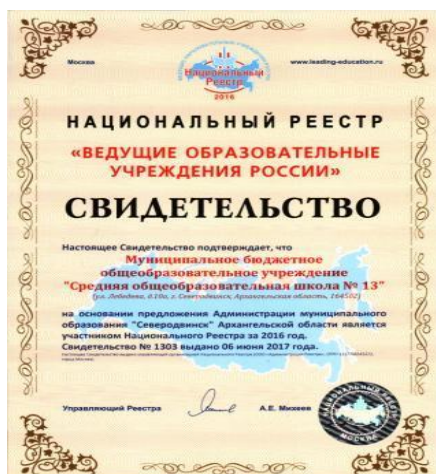 Москва
www.leading-education.ru
Национальный
Реестр
2016
НАЦИОНАЛЬНЫЙ РЕЕСТР
«ВЕДУЩИЕ ОБРАЗОВАТЕЛЬНЫЕ
УЧРЕЖДЕНИЯ РОССИИ»
СВИДЕТЕЛЬСТВО
Настоящее Свидетельство подтверждает, что
Муниципальное бюджетное
общеобразовательное учреждение
"Средняя общеобразовательная школа № 13"
(ул. Лебедева, д.10а, г. Северодвинск, Архангельская область, 164502)
на основании предложения Администрации муниципального
образования "Северодвинск" Архангельской области является
участником Национального Реестра за 2016 год.
Свидетельство № 1303 выдано 06 июня 2017 года.
Управляющий Реестра
А.Е. Михеев
НАЦИОНАЛЬНЫЙ РЕЕСТР
МОСКВА